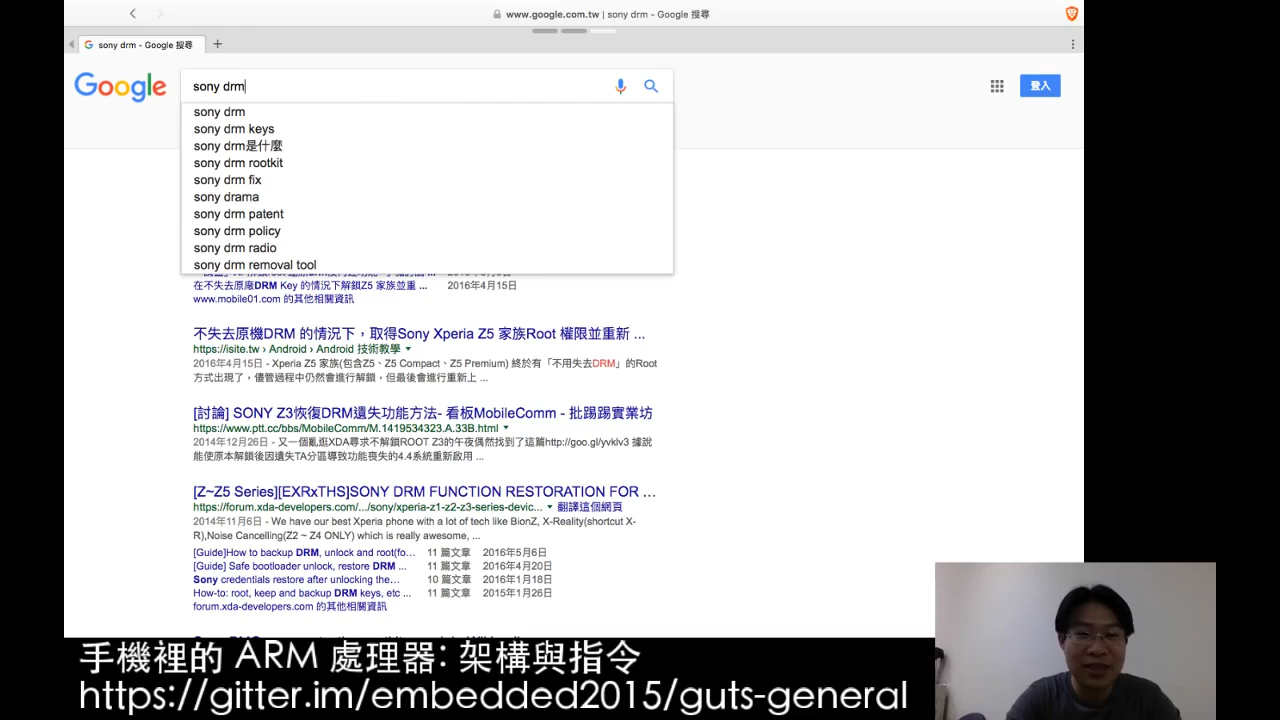 www.google.com.tw | sony drm - Google 搜尋
sony drm - Google 搜尋
Google
sony drm
登入
sony drm
sony drm keys
sony drm是什麼
sony drm rootkit
sony drm fix
sony drama
sony drm patent
sony drm policy
sony drm radio
sony drm removal tool
在不失去原廠DRM Key 的情況下解鎖Z5 家族並重 ... 2016年4月15日
www.mobile01.com 的其他相關資訊
不失去原機DRM 的情況下，取得Sony Xperia Z5 家族Root 權限並重新 ...
https://isite.tw › Android › Android 技術教學
2016年4月15日 - Xperia Z5 家族(包含Z5、Z5 Compact、Z5 Premium) 終於有「不用失去DRM」的Root
方式出現了，儘管過程中仍然會進行解鎖，但最後會進行重新上 ...
[討論] SONY Z3恢復DRM遺失功能方法- 看板MobileComm - 批踢踢實業坊
https://www.ptt.cc/bbs/MobileComm/M.1419534323.A.33B.html
2014年12月26日 - 又一個亂逛XDA尋求不解鎖ROOT Z3的午夜偶然找到了這篇http://goo.gl/yvklv3 據說
能使原本解鎖後因遺失TA分區導致功能喪失的4.4系統重新啟用 ...
[Z~Z5 Series][EXRxTHS]SONY DRM FUNCTION RESTORATION FOR ...
https://forum.xda-developers.com/.../sony/xperia-z1-z2-z3-series-devic... 翻譯這個網頁
2014年11月6日 - We have our best Xperia phone with a lot of tech like BionZ, X-Reality(shortcut X-
R),Noise Cancelling(Z2 ~ Z4 ONLY) which is really awesome, ...
[Guide]How to backup DRM, unlock and root(fo... 11 篇文章 2016年5月6日
[Guide] Safe bootloader unlock, restore DRM ... 11 篇文章 2016年4月20日
Sony credentials restore after unlocking the... 10 篇文章 2016年1月18日
How-to: root, keep and backup DRM keys, etc ... 11 篇文章 2015年1月26日
forum.xda-developers.com 的其他相關資訊
手機裡的 ARM 處理器: 架構與指令
https://gitter.im/embedded2015/guts-general